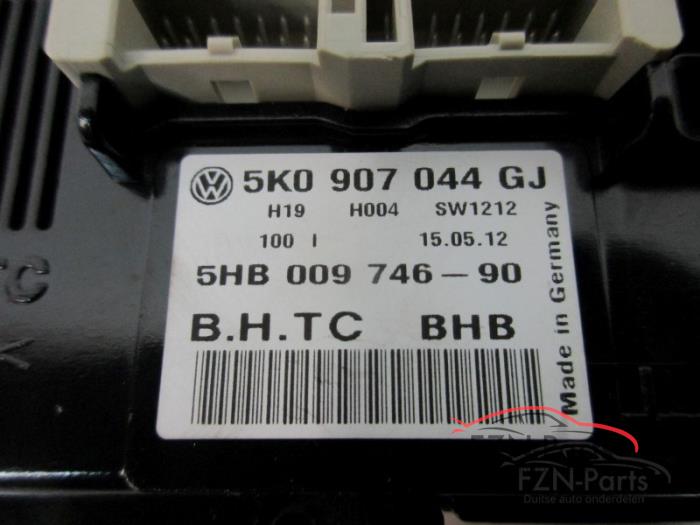 5K0 907 044 GJ
H19 H004 SW1212
100 I 15.05.12
5HB 009 746-90
B.H.TC BHB
Made in Germany
TC
FZN-Parts
Duitse auto onderdelen